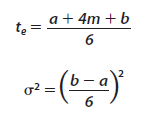 tₑ = (a + 4m + b) / 6
σ² = ((b − a) / 6)²